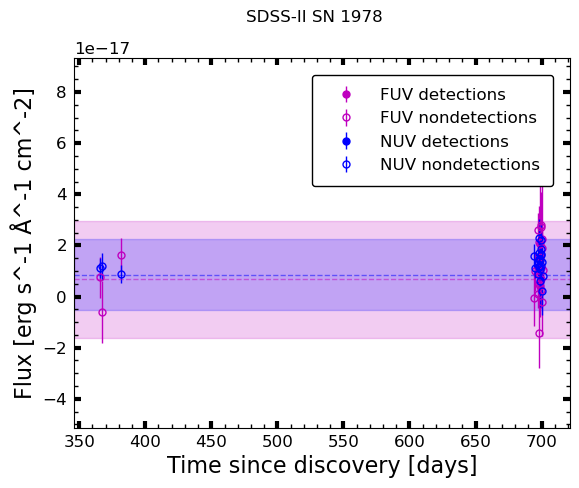 SDSS-II SN 1978
1e−17
8
6
4
2
0
−2
−4
Flux [erg s^-1 Å^-1 cm^-2]
FUV detections
FUV nondetections
NUV detections
NUV nondetections
350 400 450 500 550 600 650 700
Time since discovery [days]